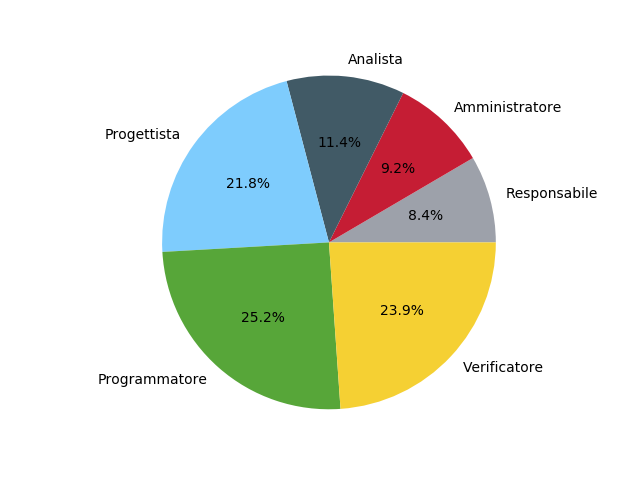 Analista
Amministratore
Progettista
11.4%
9.2%
21.8%
Responsabile
8.4%
23.9%
25.2%
Verificatore
Programmatore